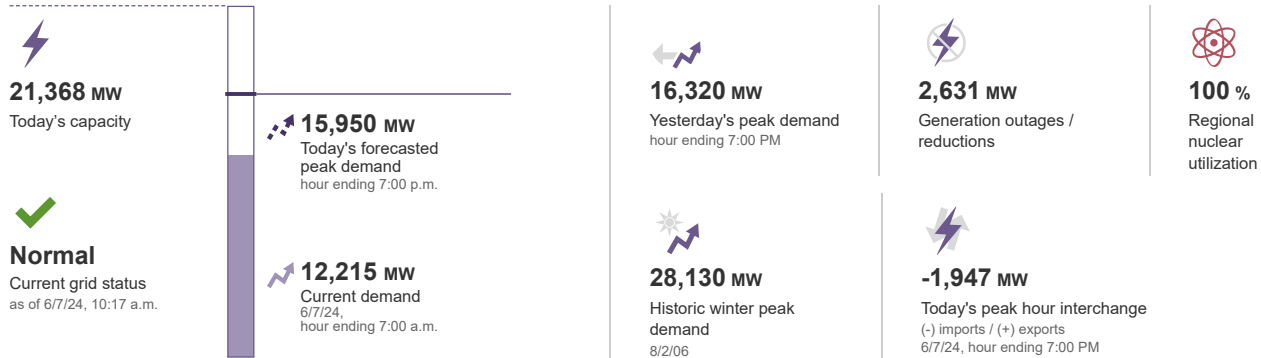 21,368 MW
Today's capacity
Normal
Current grid status
as of 6/7/24, 10:17 a.m.
15,950 MW
Today's forecasted
peak demand
hour ending 7:00 p.m.
12,215 MW
Current demand
6/7/24,
hour ending 7:00 a.m.
16,320 MW
Yesterday's peak demand
hour ending 7:00 PM
2,631 MW
Generation outages /
reductions
100 %
Regional
nuclear
utilization
28,130 MW
Historic winter peak
demand
8/2/06
-1,947 MW
Today's peak hour interchange
(-) imports / (+) exports
6/7/24, hour ending 7:00 PM